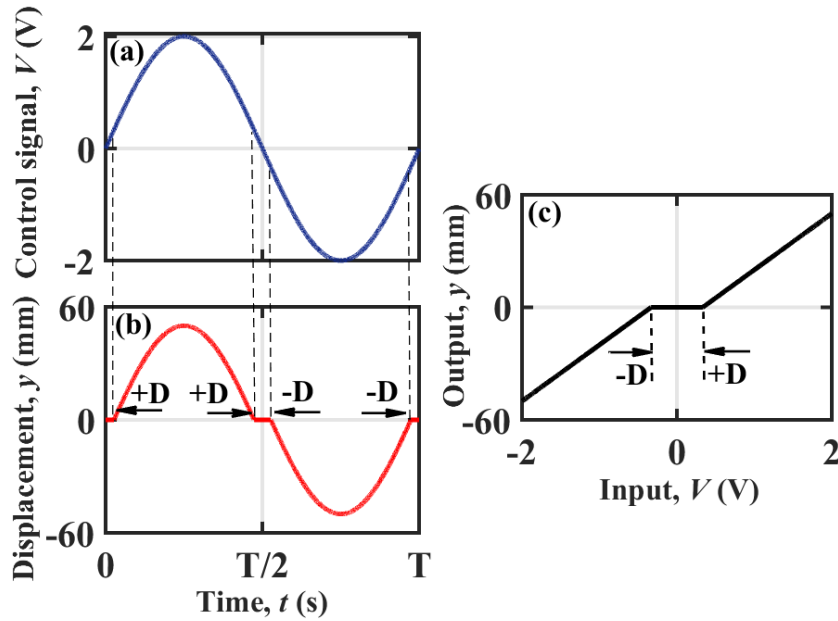 (a)
Control signal, V (V)
2
0
-2
(b)
Displacement, y (mm)
60
0
-60
+D
+D
-D
-D
0
T/2
T
Time, t (s)
(c)
Output, y (mm)
60
0
-60
-D
+D
-2
0
2
Input, V (V)